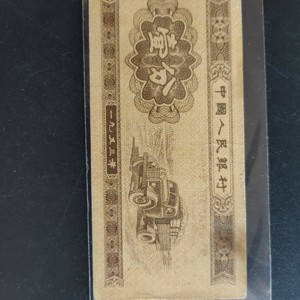 中國人民銀行
壹分
一九五三年